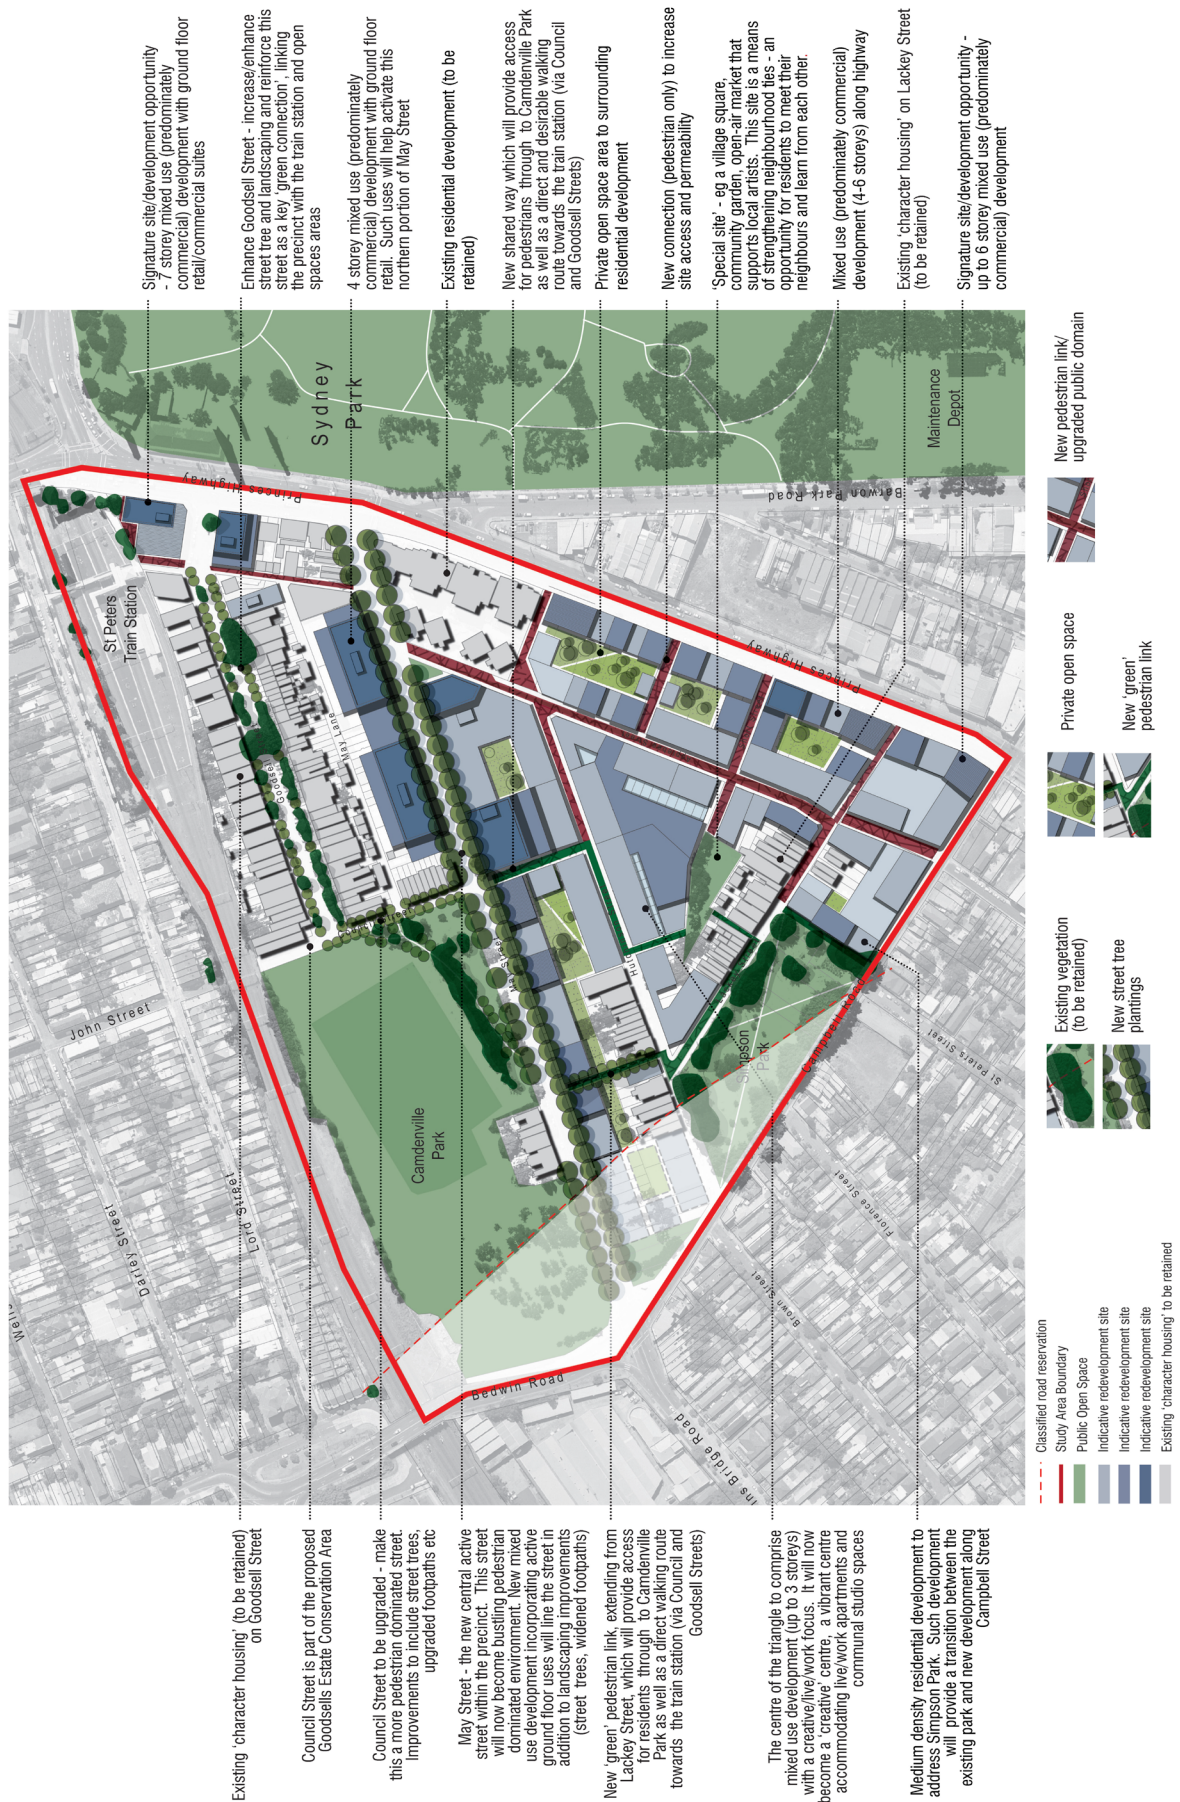 Signature site/development opportunity
- 7 storey mixed use (predominately
commercial) development with ground floor
retail/commercial suites
Enhance Goodsell Street - increase/enhance
street tree and landscaping and reinforce this
street as a key 'green connection', linking
the precinct with the train station and open
spaces areas
4 storey mixed use (predominately
commercial) development with ground floor
retail. Such uses will help activate this
northern portion of May Street
Existing residential development (to be
retained)
New shared way which will provide access
for pedestrians through to Camdenville Park
as well as a direct and desirable walking
route towards the train station (via Council
and Goodsell Streets)
Private open space area to surrounding
residential development
New connection (pedestrian only) to increase
site access and permeability
'Special site' - eg a village square,
community garden, open-air market that
supports local artists. This site is a means
of strengthening neighbourhood ties - an
opportunity for residents to meet their
neighbours and learn from each other.
Mixed use (predominately commercial)
development (4-6 storeys) along highway
Existing 'character housing' on Lackey Street
(to be retained)
Signature site/development opportunity -
up to 6 storey mixed use (predominately
commercial) development
Sydney
Park
Maintenance
Depot
Princes Highway
Barwon Park Road
Princes Highway
St Peters
Train Station
Goodsell
May Lane
Council Street
May Street
Hut
John Street
Camdenville
Park
Simpson
Park
Campbell Road
St Peters Street
Florence Street
Brown Street
Lord Street
Darley Street
Wells
Bedwin Road
ns Bridge Road
Existing 'character housing' (to be retained)
on Goodsell Street
Council Street is part of the proposed
Goodsells Estate Conservation Area
Council Street to be upgraded - make
this a more pedestrian dominated street.
Improvements to include street trees,
upgraded footpaths etc
May Street - the new central active
street within the precinct. This street
will now become bustling pedestrian
dominated environment. New mixed
use development incorporating active
ground floor uses will line the street in
addition to landscaping improvements
(street trees, widened footpaths)
New 'green' pedestrian link, extending from
Lackey Street, which will provide access
for residents through to Camdenville
Park as well as a direct walking route
towards the train station (via Council and
Goodsell Streets)
The centre of the triangle to comprise
mixed use development (up to 3 storeys)
with a creative/live/work focus. It will now
become a 'creative' centre, a vibrant centre
accommodating live/work apartments and
communal studio spaces
Medium density residential development to
address Simpson Park. Such development
will provide a transition between the
existing park and new development along
Campbell Street
Classified road reservation
Study Area Boundary
Public Open Space
Indicative redevelopment site
Indicative redevelopment site
Indicative redevelopment site
Existing 'character housing' to be retained
Existing vegetation
(to be retained)
New street tree
plantings
Private open space
New 'green'
pedestrian link
New pedestrian link/
upgraded public domain